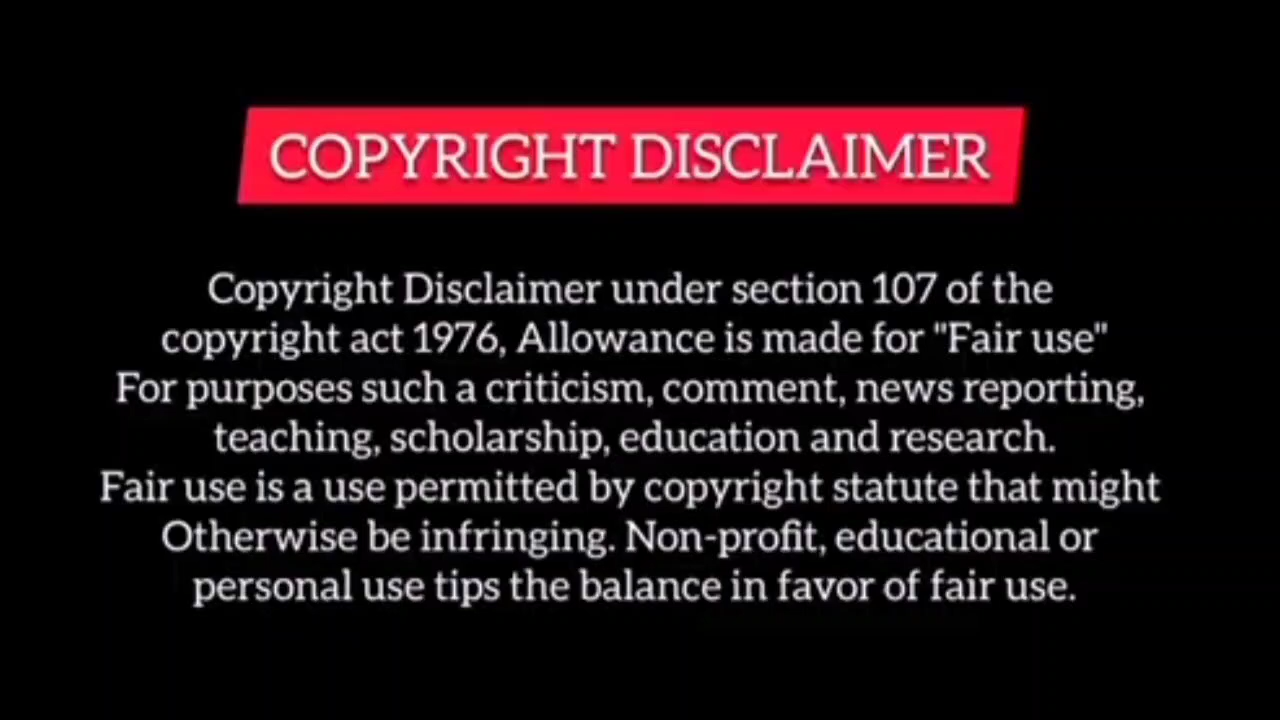 COPYRIGHT DISCLAIMER
Copyright Disclaimer under section 107 of the
copyright act 1976, Allowance is made for "Fair use"
For purposes such a criticism, comment, news reporting,
teaching, scholarship, education and research.
Fair use is a use permitted by copyright statute that might
Otherwise be infringing. Non-profit, educational or
personal use tips the balance in favor of fair use.